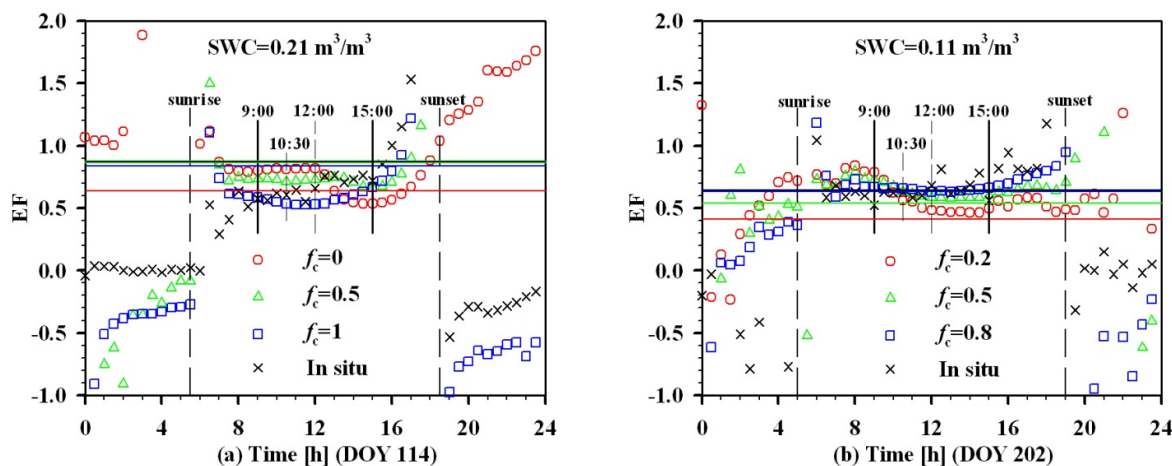 2.0
1.5
1.0
0.5
0.0
-0.5
-1.0
EF
SWC=0.21 m³/m³
sunrise
9:00
12:00
15:00
sunset
10:30
fc=0
fc=0.5
fc=1
In situ
0 4 8 12 16 20 24
(a) Time [h] (DOY 114)
2.0
1.5
1.0
0.5
0.0
-0.5
-1.0
EF
SWC=0.11 m³/m³
sunrise
9:00
12:00
15:00
sunset
10:30
fc=0.2
fc=0.5
fc=0.8
In situ
0 4 8 12 16 20 24
(b) Time [h] (DOY 202)